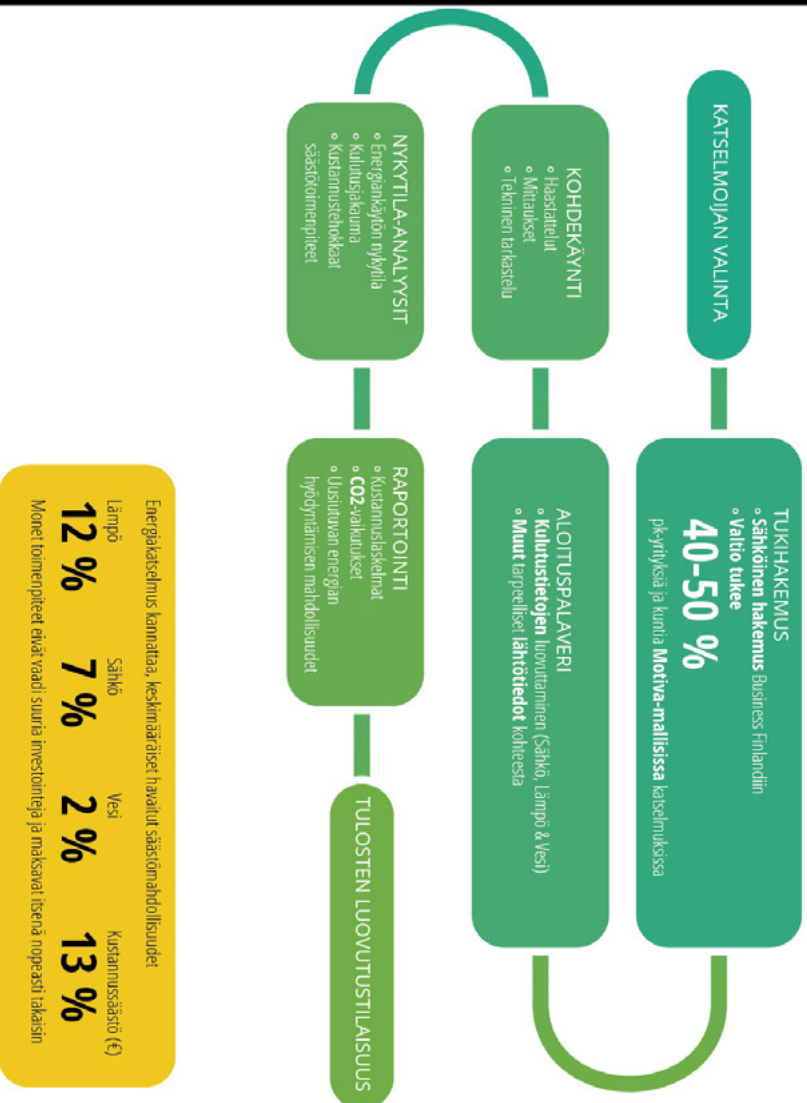 KATSELMOIJAN VALINTA
TUKIHAKEMUS
° Sähköinen hakemus Business Finlandiin
° Valtio tukee
40-50 %
pk-yrityksiä ja kuntia Motiva-mallisissa katselmuksissa
ALOITUSPALAVERI
° Kulutustietojen luovuttaminen (Sähkö, Lämpö & Vesi)
° Muut tarpeelliset lähtötiedot kohteesta
KOHDEKÄYNTI
° Haastattelut
° Mittaukset
° Tekninen tarkastelu
NYKYTILA-ANALYYSIT
° Energiankäytön nykytila
° Kulutusjakauma
° Kustannustehokkaat
säästötoimenpiteet
RAPORTOINTI
° Kustannuslaskelmat
° CO2-vaikutukset
° Uusiutuvan energian
hyödyntämisen mahdollisuudet
TULOSTEN LUOVUTUSTILAISUUS
Energiakatselmus kannattaa, keskimääräiset havaitut säästömahdollisuudet
Lämpö Sähkö Vesi Kustannussäästö (€)
12 % 7 % 2 % 13 %
Monet toimenpiteet eivät vaadi suuria investointeja ja maksavat itsenä nopeasti takaisin